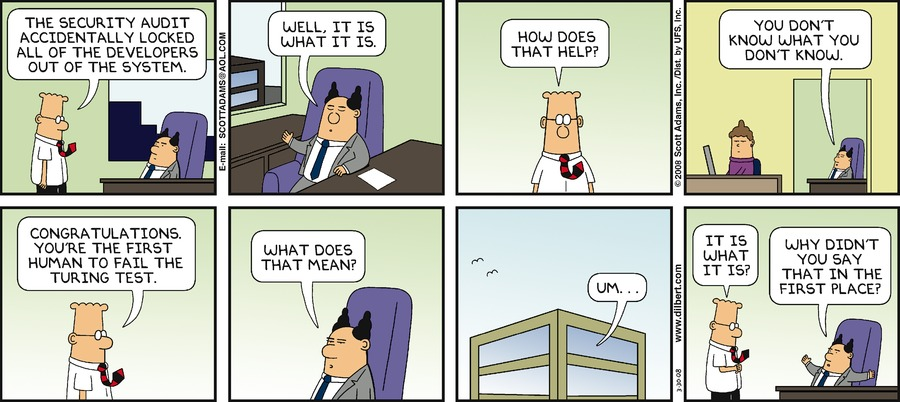 THE SECURITY AUDIT
ACCIDENTALLY LOCKED
ALL OF THE DEVELOPERS
OUT OF THE SYSTEM.
E-mail: SCOTTADAMS@AOL.COM
WELL, IT IS
WHAT IT IS.
HOW DOES
THAT HELP?
© 2008 Scott Adams, Inc. /Dist. by UFS, Inc.
YOU DON'T
KNOW WHAT YOU
DON'T KNOW.
CONGRATULATIONS.
YOU'RE THE FIRST
HUMAN TO FAIL THE
TURING TEST.
WHAT DOES
THAT MEAN?
UM. . .
www.dilbert.com
3-30-08
IT IS
WHAT
IT IS?
WHY DIDN'T
YOU SAY
THAT IN THE
FIRST PLACE?